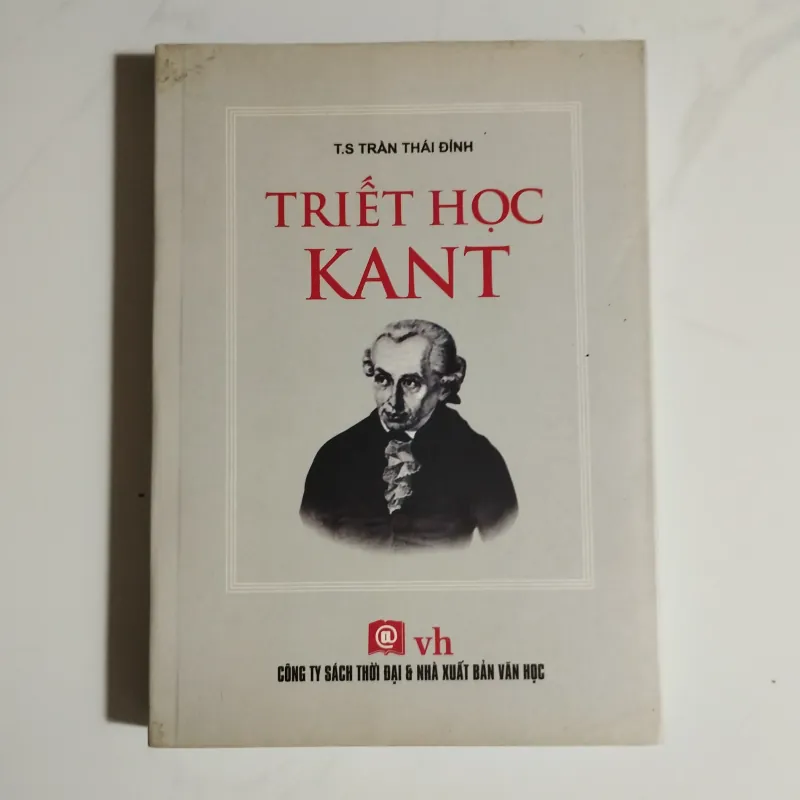 T.S TRẦN THÁI ĐỈNH
TRIẾT HỌC
KANT
@ vh
CÔNG TY SÁCH THỜI ĐẠI & NHÀ XUẤT BẢN VĂN HỌC